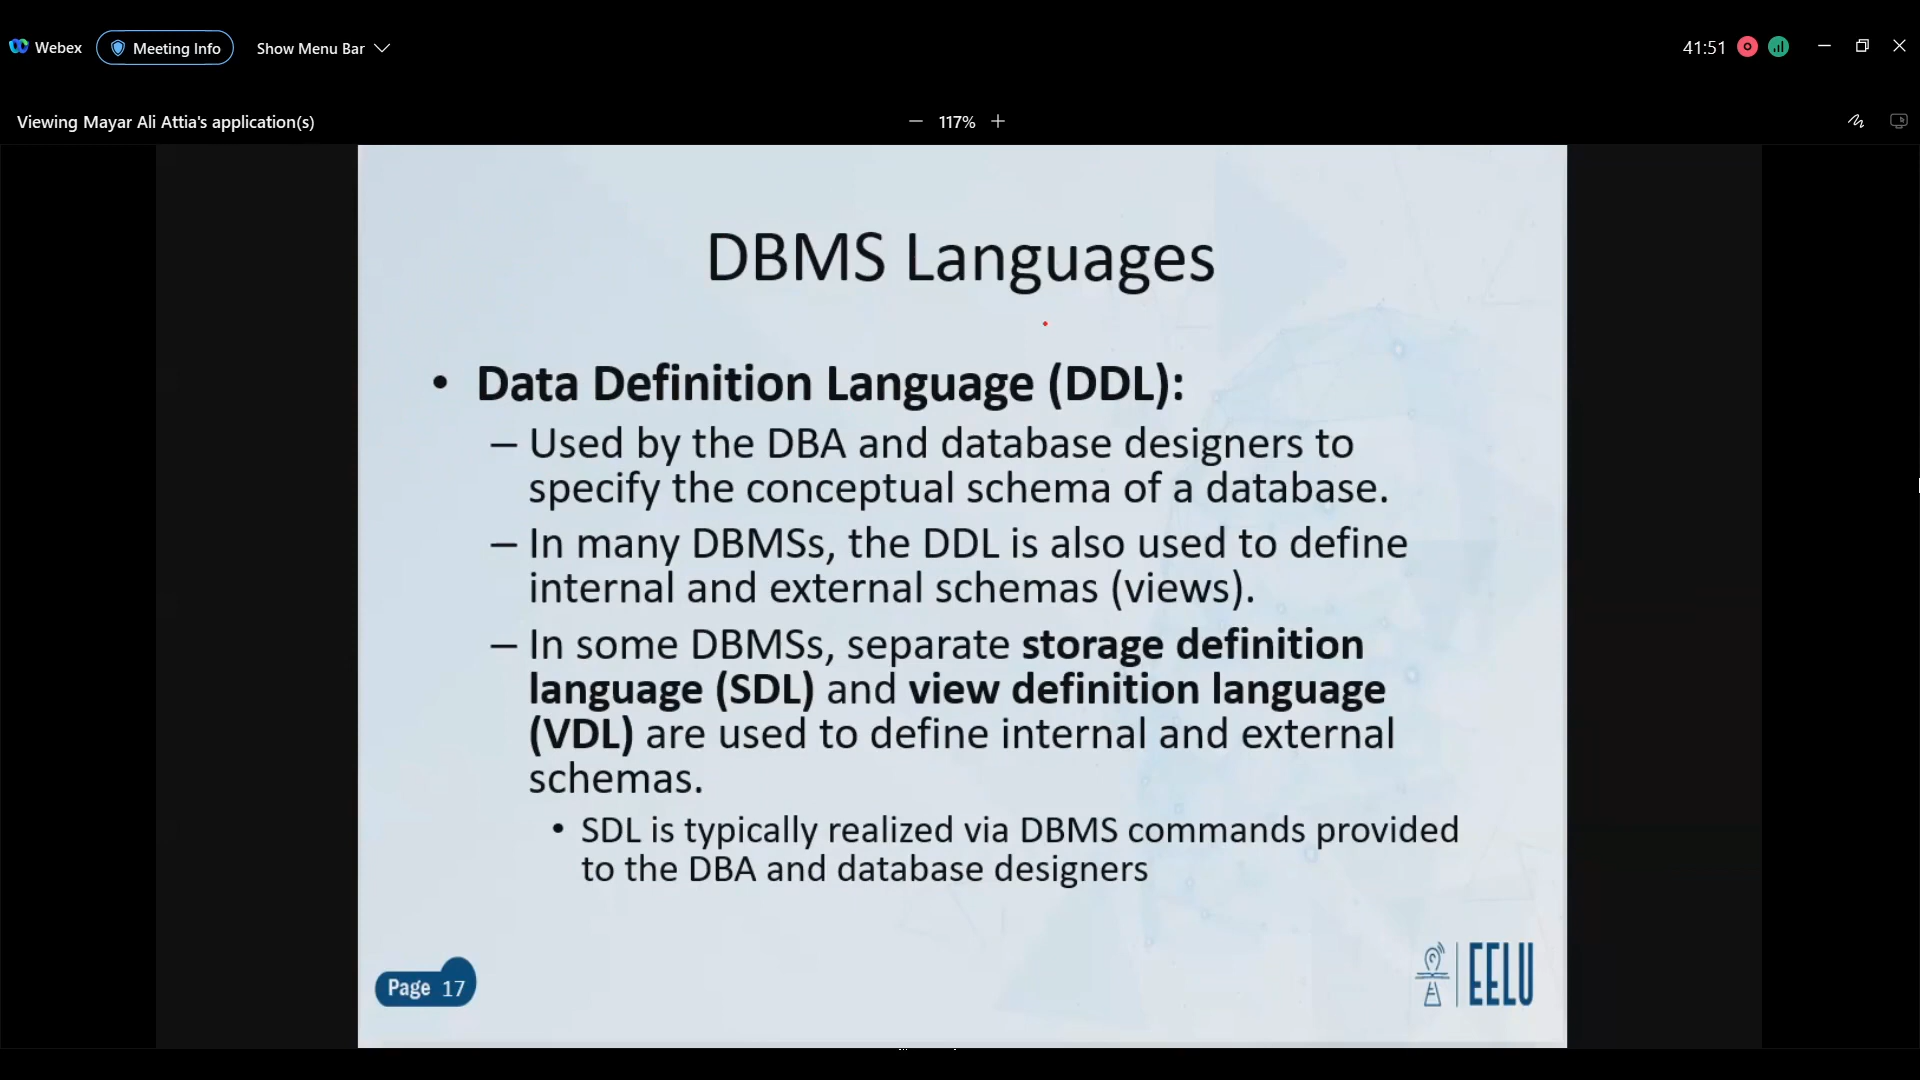 Webex Meeting Info Show Menu Bar 41:51
Viewing Mayar Ali Attia's application(s) 117%
DBMS Languages
• Data Definition Language (DDL):
– Used by the DBA and database designers to
specify the conceptual schema of a database.
– In many DBMSs, the DDL is also used to define
internal and external schemas (views).
– In some DBMSs, separate storage definition
language (SDL) and view definition language
(VDL) are used to define internal and external
schemas.
• SDL is typically realized via DBMS commands provided
to the DBA and database designers
Page 17
EELU